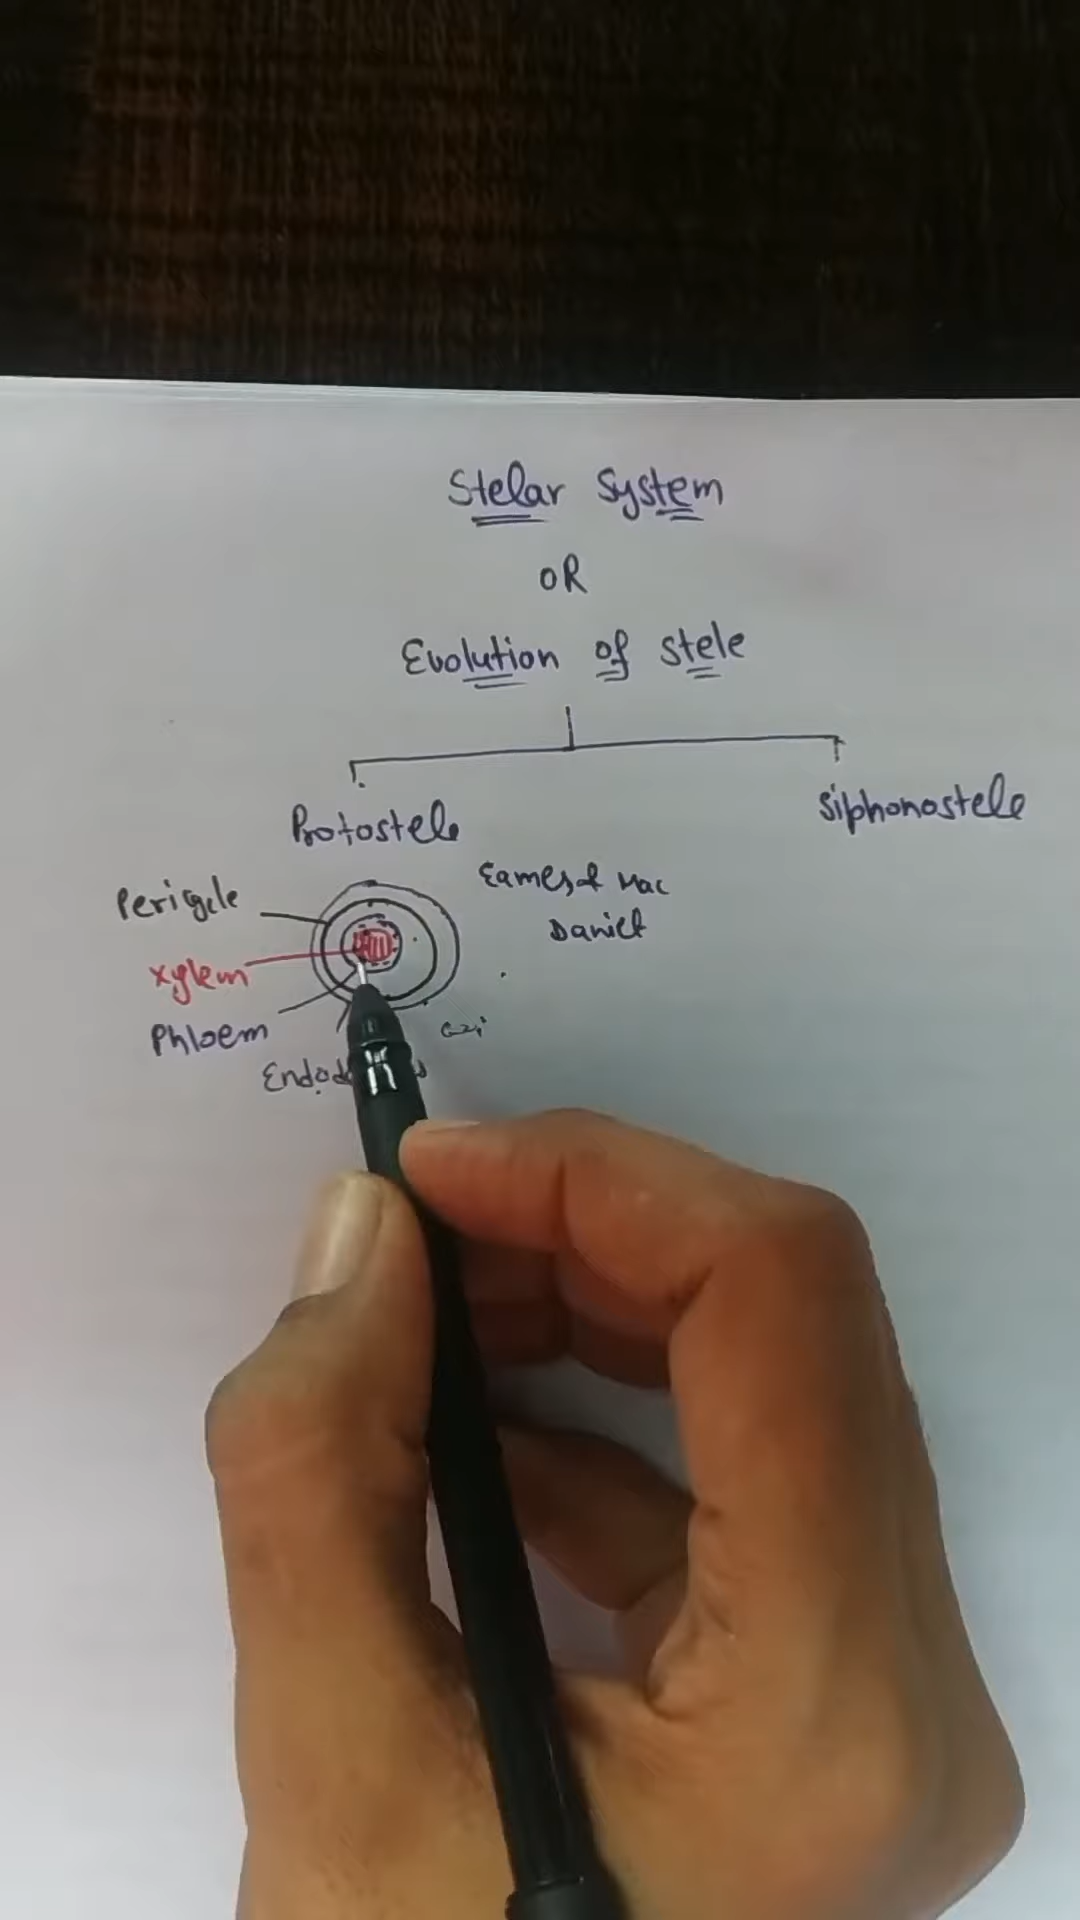 Stelar System
OR
Evolution of stele
Protostele
Siphonostele
Eames & Mac
Daniel
Pericycle
xylem
Phloem